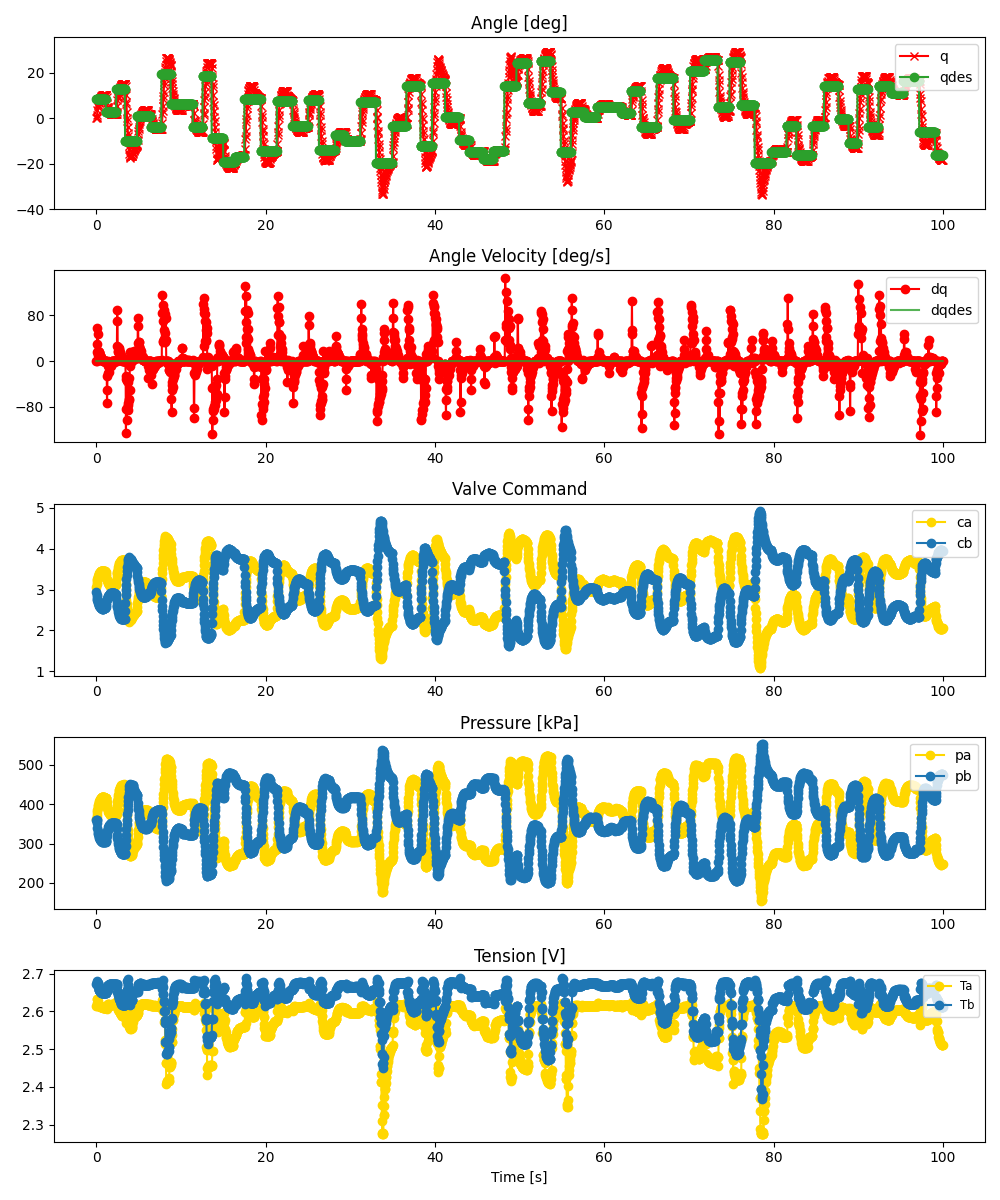 Angle [deg]
q
qdes
20
0
−20
−40
0 20 40 60 80 100
Angle Velocity [deg/s]
dq
dqdes
80
0
−80
0 20 40 60 80 100
Valve Command
ca
cb
5
4
3
2
1
0 20 40 60 80 100
Pressure [kPa]
pa
pb
500
400
300
200
0 20 40 60 80 100
Tension [V]
Ta
Tb
2.7
2.6
2.5
2.4
2.3
0 20 40 60 80 100
Time [s]